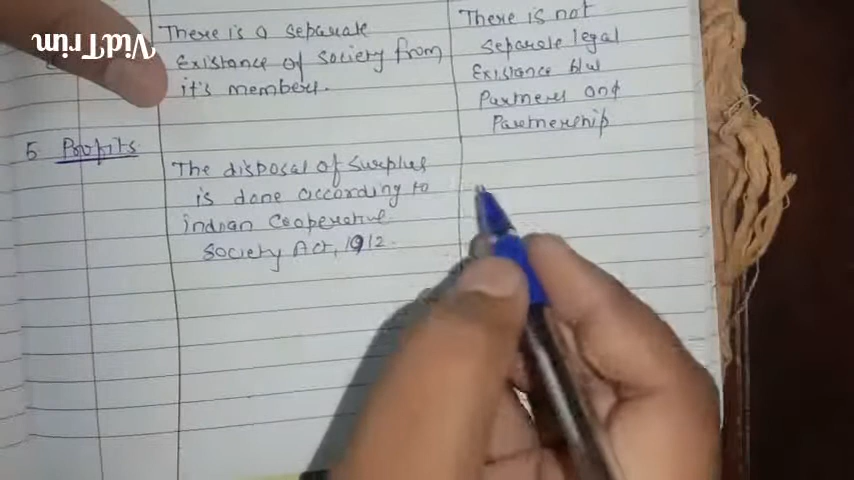 VidTrim
There is a separate
Existance of society from
it's members.
There is not
separate legal
Existance b/w
Partners and
Partnership
5 Profits
The disposal of Surplus
is done according to
indian Cooperative
Society Act, 1912.